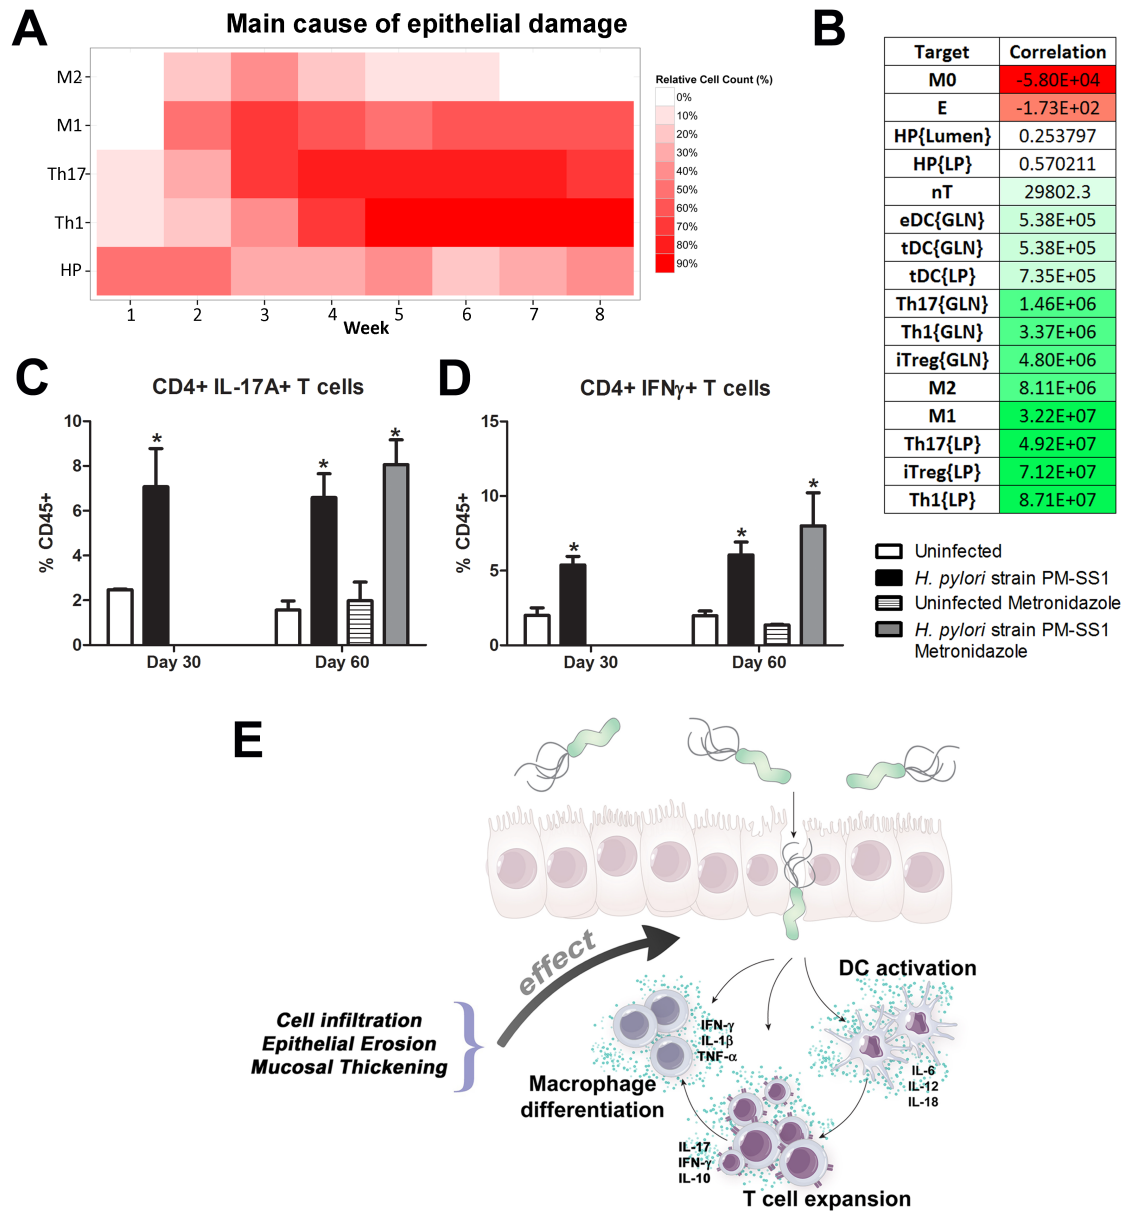 A
Main cause of epithelial damage
M2
M1
Th17
Th1
HP
1 2 3 4 5 6 7 8
Week
Relative Cell Count (%)
0%
10%
20%
30%
40%
50%
60%
70%
80%
90%
B
Target Correlation
M0 -5.80E+04
E -1.73E+02
HP{Lumen} 0.253797
HP{LP} 0.570211
nT 29802.3
eDC{GLN} 5.38E+05
tDC{GLN} 5.38E+05
tDC{LP} 7.35E+05
Th17{GLN} 1.46E+06
Th1{GLN} 3.37E+06
iTreg{GLN} 4.80E+06
M2 8.11E+06
M1 3.22E+07
Th17{LP} 4.92E+07
iTreg{LP} 7.12E+07
Th1{LP} 8.71E+07
C
CD4+ IL-17A+ T cells
% CD45+
10
8
6
4
2
0
* * *
Day 30 Day 60
D
CD4+ IFNγ+ T cells
% CD45+
15
10
5
0
* * *
Day 30 Day 60
Uninfected
H. pylori strain PM-SS1
Uninfected Metronidazole
H. pylori strain PM-SS1
Metronidazole
E
effect
Cell infiltration
Epithelial Erosion
Mucosal Thickening
DC activation
IFN-γ
IL-1β
TNF-α
IL-6
IL-12
IL-18
Macrophage
differentiation
IL-17
IFN-γ
IL-10
T cell expansion